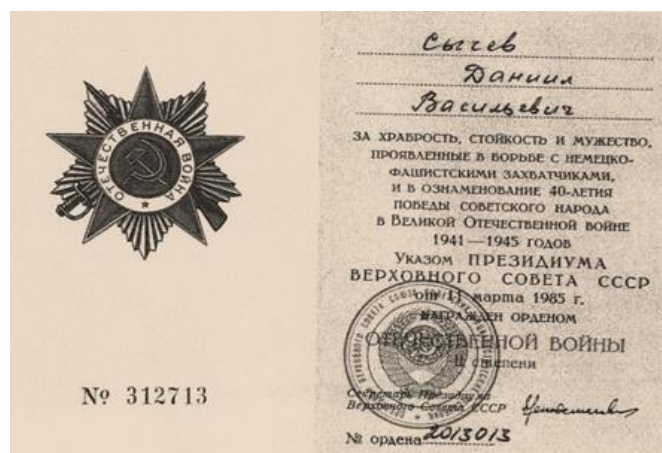 ОТЕЧЕСТВЕННАЯ ВОЙНА
№ 312713
Сычев
Даниил
Васильевич
ЗА ХРАБРОСТЬ, СТОЙКОСТЬ И МУЖЕСТВО,
ПРОЯВЛЕННЫЕ В БОРЬБЕ С НЕМЕЦКО-
ФАШИСТСКИМИ ЗАХВАТЧИКАМИ,
И В ОЗНАМЕНОВАНИЕ 40-ЛЕТИЯ
ПОБЕДЫ СОВЕТСКОГО НАРОДА
В ВЕЛИКОЙ ОТЕЧЕСТВЕННОЙ ВОЙНЕ
1941—1945 ГОДОВ
УКАЗОМ ПРЕЗИДИУМА
ВЕРХОВНОГО СОВЕТА СССР
от 11 марта 1985 г.
НАГРАЖДЕН ОРДЕНОМ
ОТЕЧЕСТВЕННОЙ ВОЙНЫ
II степени
Секретарь Президиума
Верховного Совета СССР
№ ордена 2013013